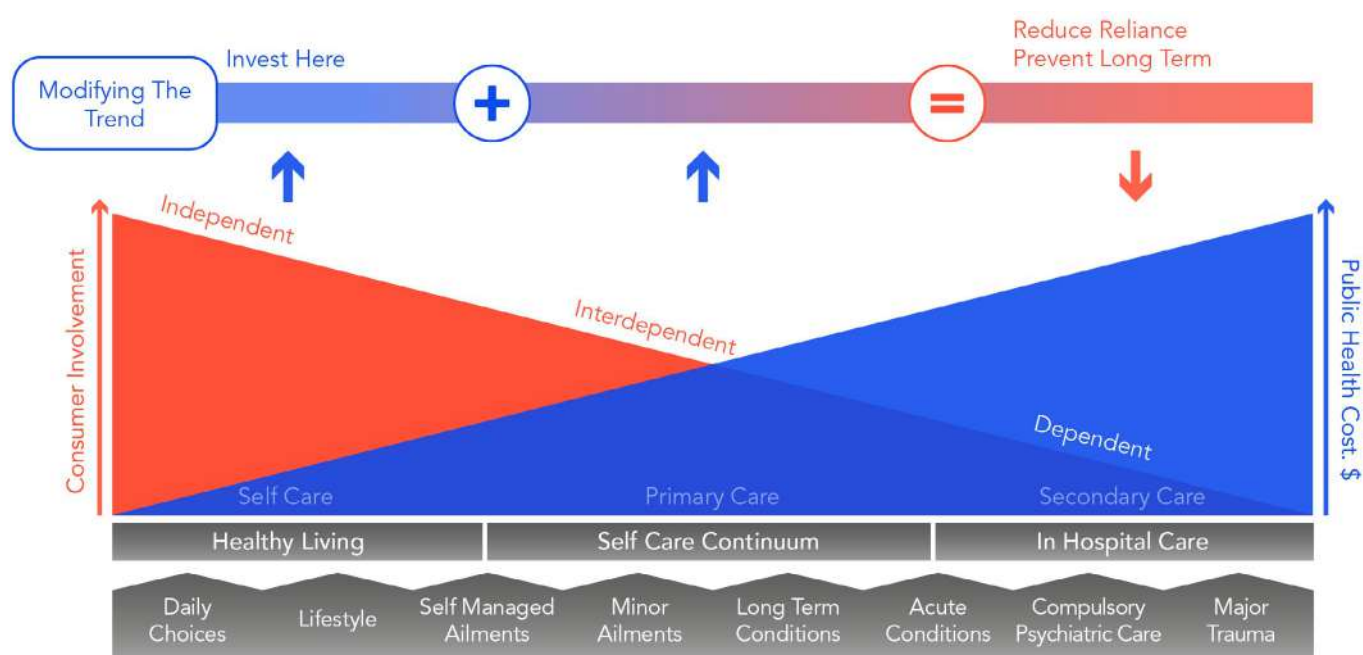 Invest Here
Reduce Reliance
Prevent Long Term
Modifying The
Trend
+
=
Independent
Interdependent
Dependent
Consumer Involvement
Public Health Cost. $
Self Care
Primary Care
Secondary Care
Healthy Living
Self Care Continuum
In Hospital Care
Daily
Choices
Lifestyle
Self Managed
Ailments
Minor
Ailments
Long Term
Conditions
Acute
Conditions
Compulsory
Psychiatric Care
Major
Trauma